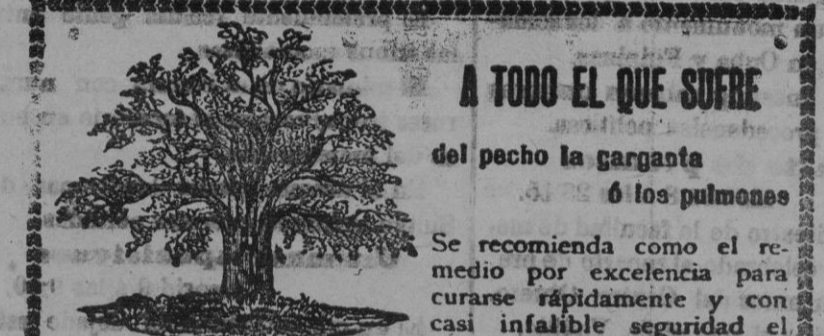 A TODO EL QUE SUFRE
del pecho la garganta
ó los pulmones
Se recomienda como el re-
medio por excelencia para
curarse rápidamente y con
casi infalible seguridad el